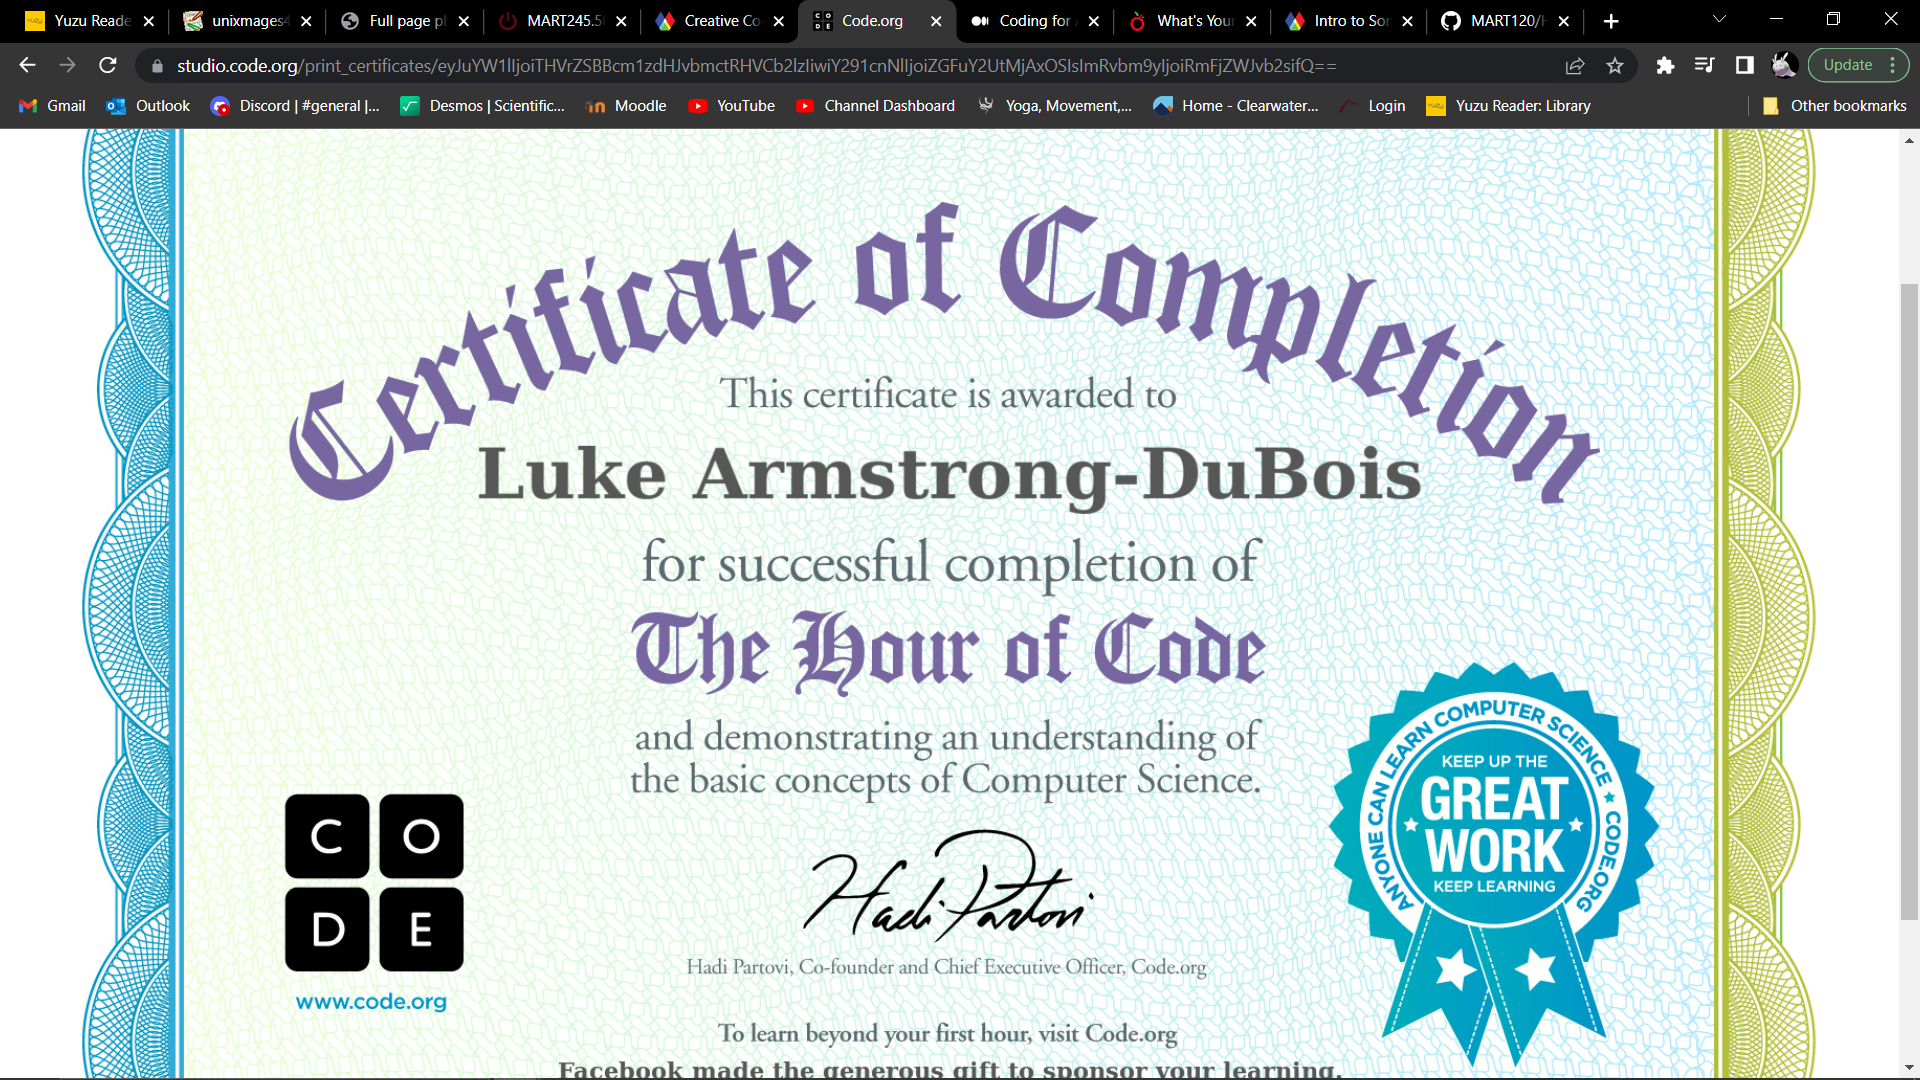 Yuzu Reade
unixmages
Full page p
MART245.5
Creative Co
Code.org
Coding for
What's Your
Intro to Sor
MART120/
studio.code.org/print_certificates/
Update
Gmail
Outlook
Discord | #general |...
Desmos | Scientific...
Moodle
YouTube
Channel Dashboard
Yoga, Movement,...
Home - Clearwater...
Login
Yuzu Reader: Library
Other bookmarks
Certificate of Completion
This certificate is awarded to
Luke Armstrong-DuBois
for successful completion of
The Hour of Code
and demonstrating an understanding of
the basic concepts of Computer Science.
C O
D E
www.code.org
Hadi Partovi
Hadi Partovi, Co-founder and Chief Executive Officer, Code.org
To learn beyond your first hour, visit Code.org
Facebook made the generous gift to sponsor your learning.
ANYONE CAN LEARN COMPUTER SCIENCE ★ CODE.ORG
KEEP UP THE
GREAT
WORK
KEEP LEARNING